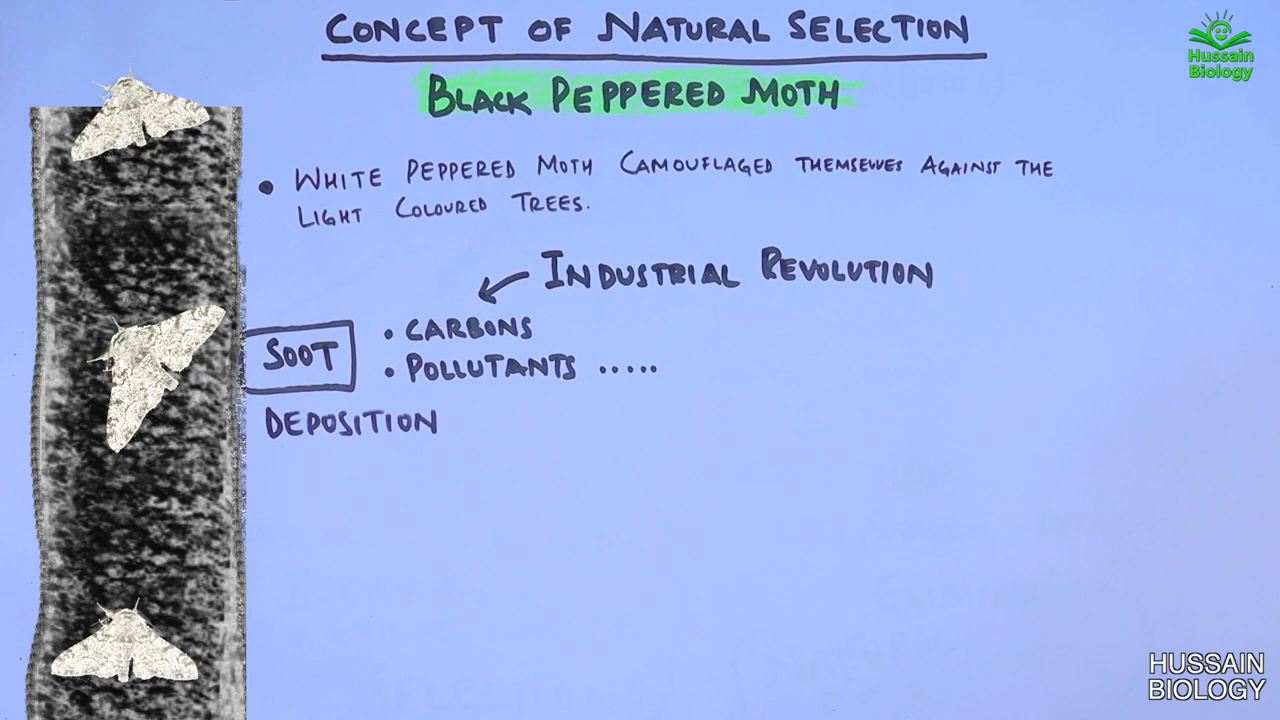 CONCEPT OF NATURAL SELECTION
Hussain
Biology
BLACK PEPPERED MOTH
• WHITE PEPPERED MOTH CAMOUFLAGED THEMSELVES AGAINST THE
LIGHT COLOURED TREES.
INDUSTRIAL REVOLUTION
SOOT
• CARBONS
• POLLUTANTS .....
DEPOSITION
HUSSAIN
BIOLOGY